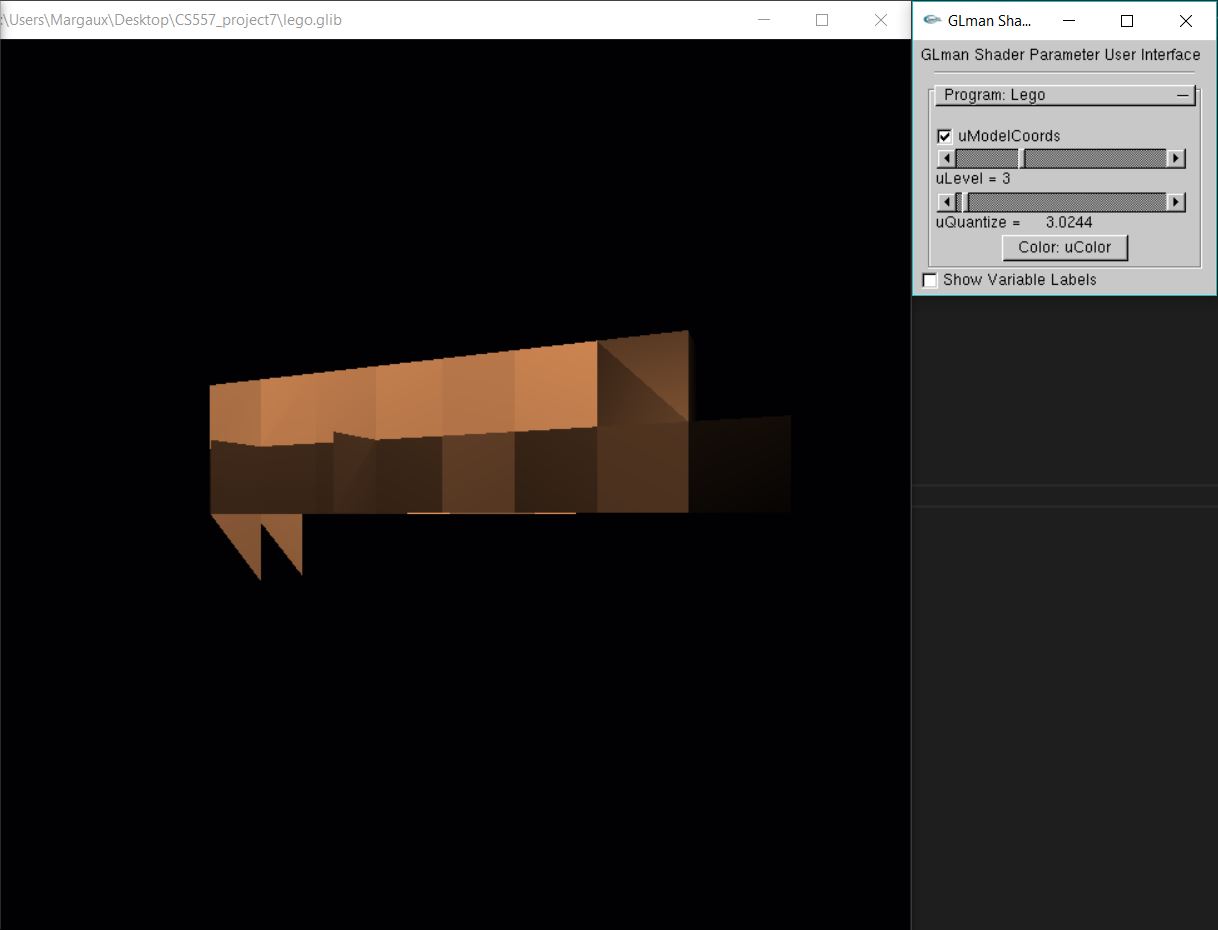 :\Users\Margaux\Desktop\CS557_project7\lego.glib
GLman Sha...
GLman Shader Parameter User Interface
Program: Lego
uModelCoords
uLevel = 3
uQuantize = 3.0244
Color: uColor
Show Variable Labels